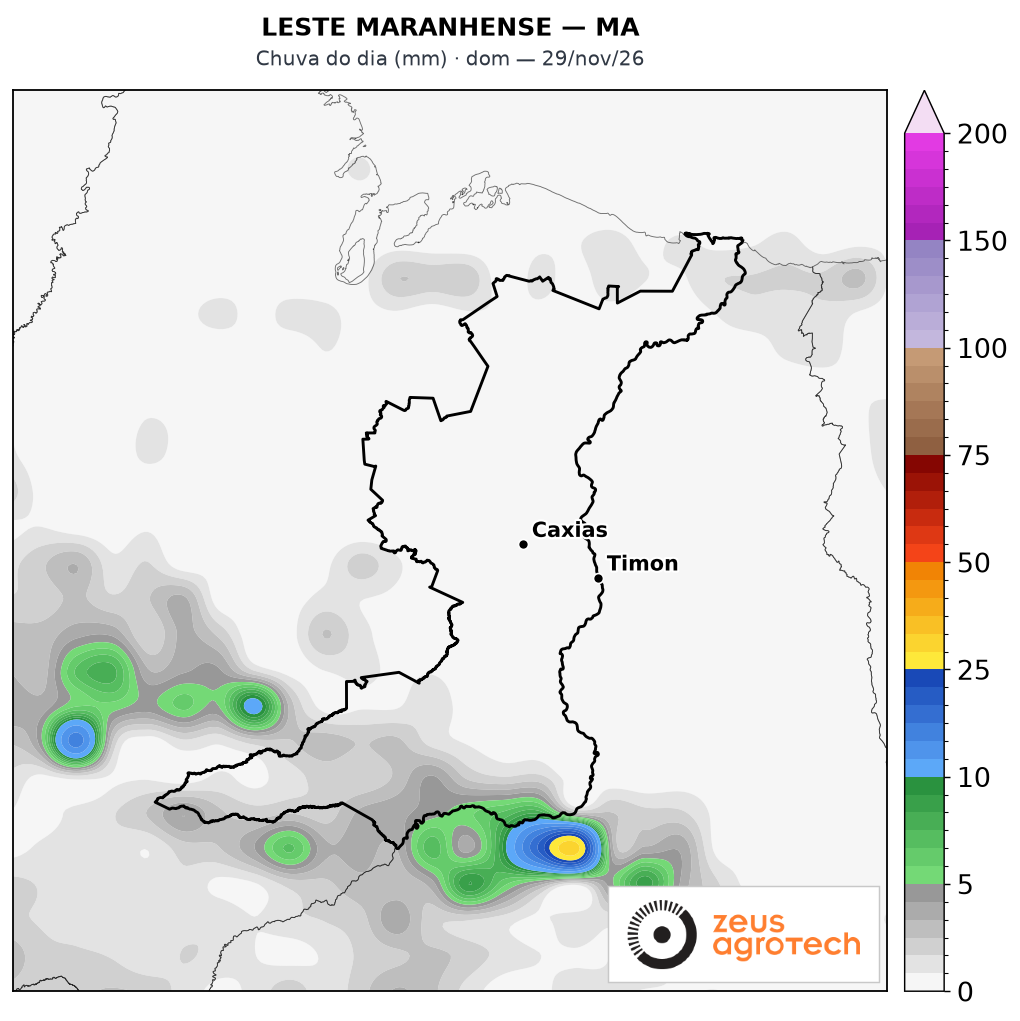 LESTE MARANHENSE — MA
Chuva do dia (mm) · dom — 29/nov/26
200
150
100
75
50
25
10
5
0
Caxias
Timon
zeus
agrotech